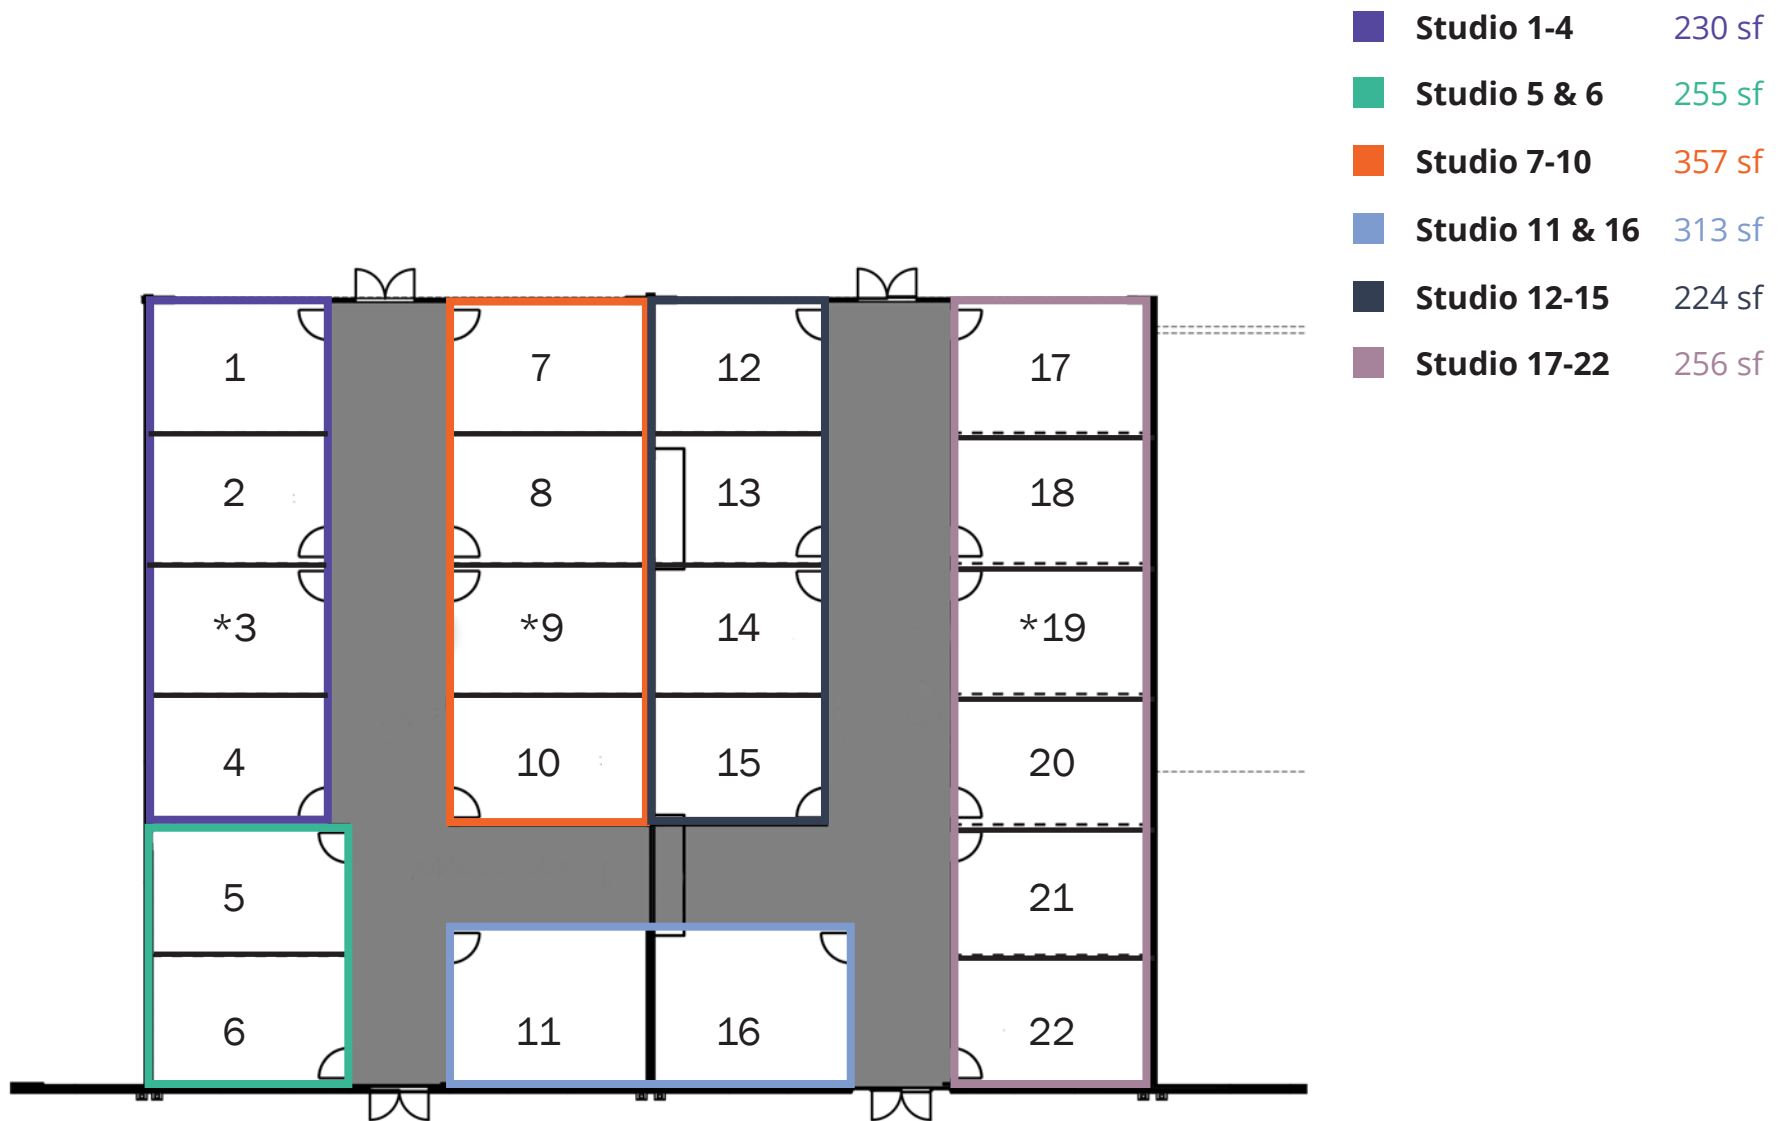 Studio 1-4 230 sf
Studio 5 & 6 255 sf
Studio 7-10 357 sf
Studio 11 & 16 313 sf
Studio 12-15 224 sf
Studio 17-22 256 sf
1 7 12 17
2 8 13 18
*3 *9 14 *19
4 10 15 20
5 21
6 11 16 22